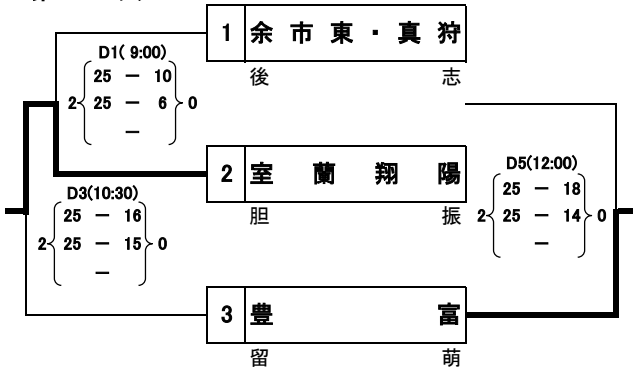 1 余市東・真狩
D1( 9:00)
後志
25 － 10
2 25 － 6 0
－
2 室蘭翔陽
D5(12:00)
胆振
D3(10:30)
25 － 18
25 － 16
2 25 － 14 0
2 25 － 15 0
－
－
3 豊富
留萌